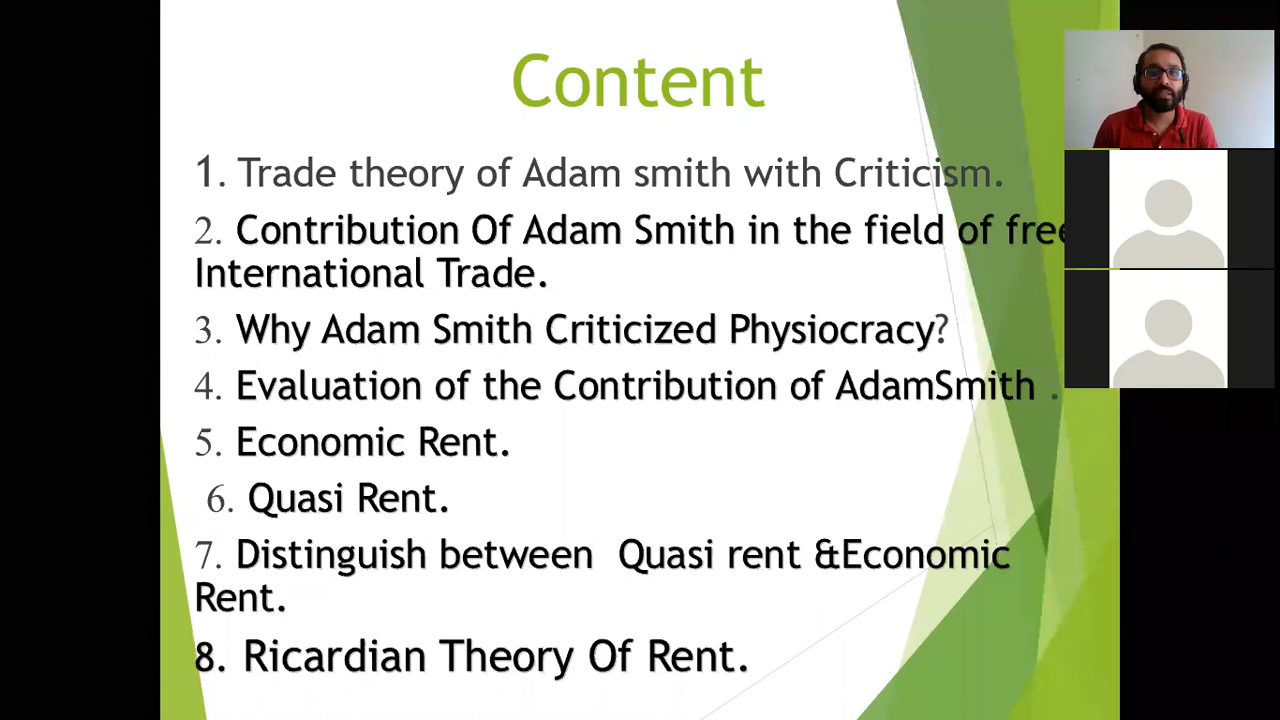 Content
1. Trade theory of Adam smith with Criticism.
2. Contribution Of Adam Smith in the field of free
International Trade.
3. Why Adam Smith Criticized Physiocracy?
4. Evaluation of the Contribution of AdamSmith .
5. Economic Rent.
6. Quasi Rent.
7. Distinguish between  Quasi rent &Economic
Rent.
8. Ricardian Theory Of Rent.